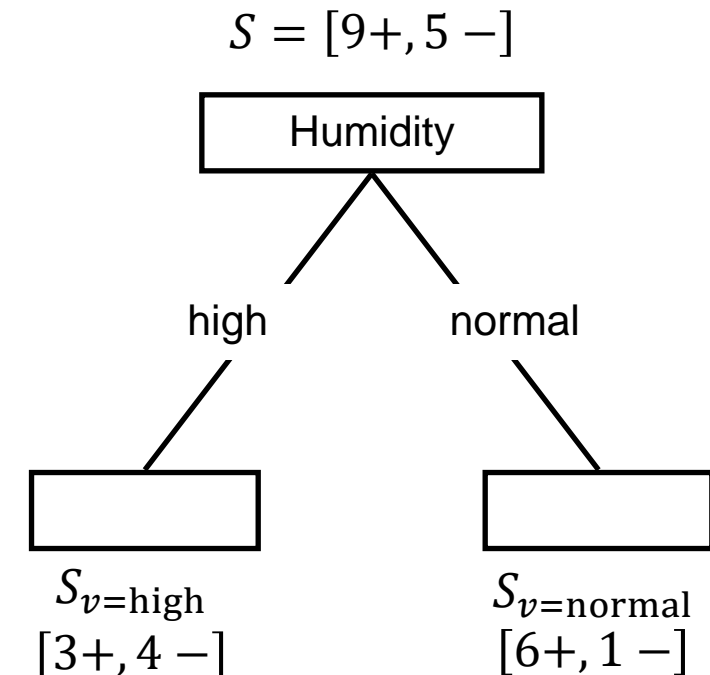 S = [9+, 5 −]
Humidity
high normal
S_{v=high} S_{v=normal}
[3+, 4 −] [6+, 1 −]